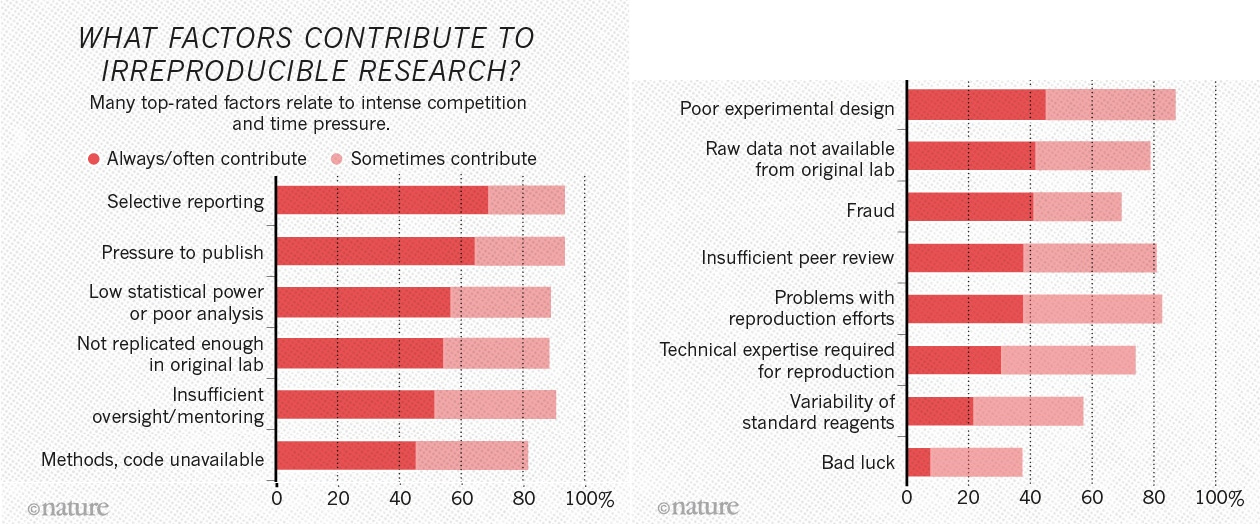 WHAT FACTORS CONTRIBUTE TO
IRREPRODUCIBLE RESEARCH?
Many top-rated factors relate to intense competition
and time pressure.
Always/often contribute Sometimes contribute
Selective reporting
Pressure to publish
Low statistical power
or poor analysis
Not replicated enough
in original lab
Insufficient
oversight/mentoring
Methods, code unavailable
0 20 40 60 80 100%
©nature
Poor experimental design
Raw data not available
from original lab
Fraud
Insufficient peer review
Problems with
reproduction efforts
Technical expertise required
for reproduction
Variability of
standard reagents
Bad luck
0 20 40 60 80 100%
©nature